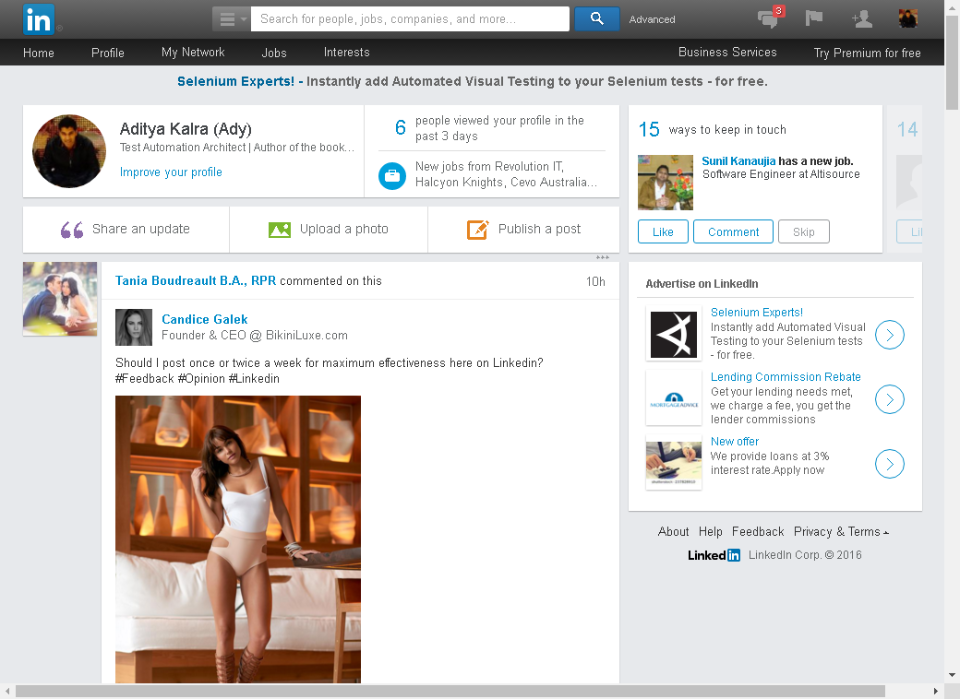 in
Search for people, jobs, companies, and more...
Advanced
3
Home Profile My Network Jobs Interests Business Services Try Premium for free
Selenium Experts! - Instantly add Automated Visual Testing to your Selenium tests - for free.
Aditya Kalra (Ady)
Test Automation Architect | Author of the book...
Improve your profile
6 people viewed your profile in the
past 3 days
New jobs from Revolution IT,
Halcyon Knights, Cevo Australia...
15 ways to keep in touch
Sunil Kanaujia has a new job.
Software Engineer at Altisource
Like Comment Skip
14
Share an update Upload a photo Publish a post
Tania Boudreault B.A., RPR commented on this 10h
Candice Galek
Founder & CEO @ BikiniLuxe.com
Should I post once or twice a week for maximum effectiveness here on Linkedin?
#Feedback #Opinion #Linkedin
Advertise on LinkedIn
Selenium Experts!
Instantly add Automated Visual
Testing to your Selenium tests
- for free.
MORTGAGE ADVICE
Lending Commission Rebate
Get your lending needs met,
we charge a fee, you get the
lender commissions
New offer
We provide loans at 3%
interest rate.Apply now
About Help Feedback Privacy & Terms
Linked in LinkedIn Corp. © 2016